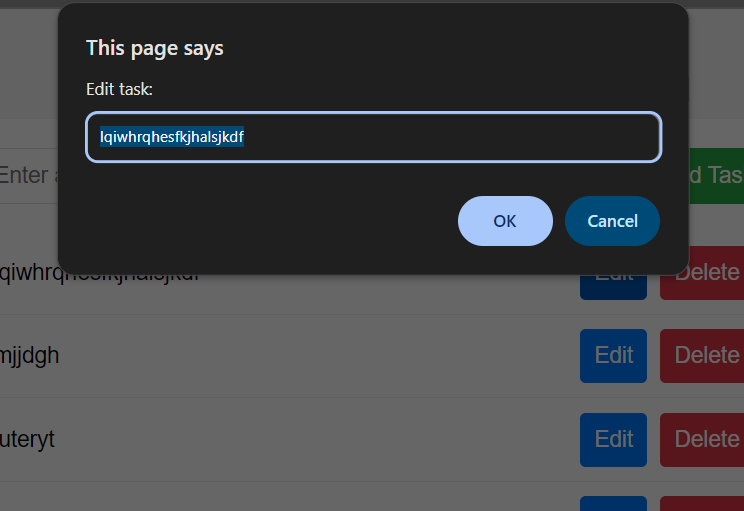 This page says
Edit task:
lqiwhrqhesfkjhalsjkdf
OK
Cancel
Enter
d Tas
qiwhrqhesfkjhalsjkdf
Edit
Delete
mjjdgh
Edit
Delete
uteryt
Edit
Delete